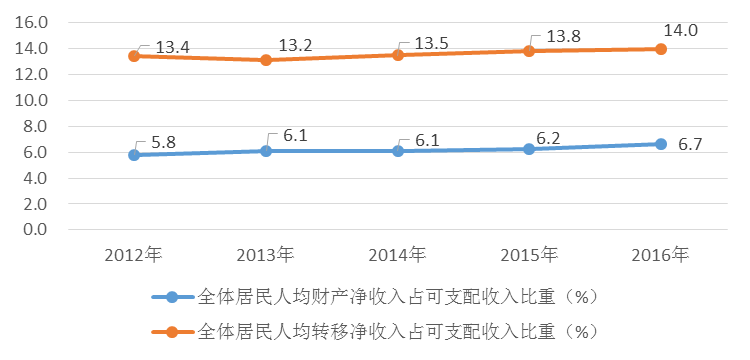 16.0
14.0
12.0
10.0
8.0
6.0
4.0
2.0
0.0
13.4
13.2
13.5
13.8
14.0
5.8
6.1
6.1
6.2
6.7
2012年
2013年
2014年
2015年
2016年
全体居民人均财产净收入占可支配收入比重（%）
全体居民人均转移净收入占可支配收入比重（%）